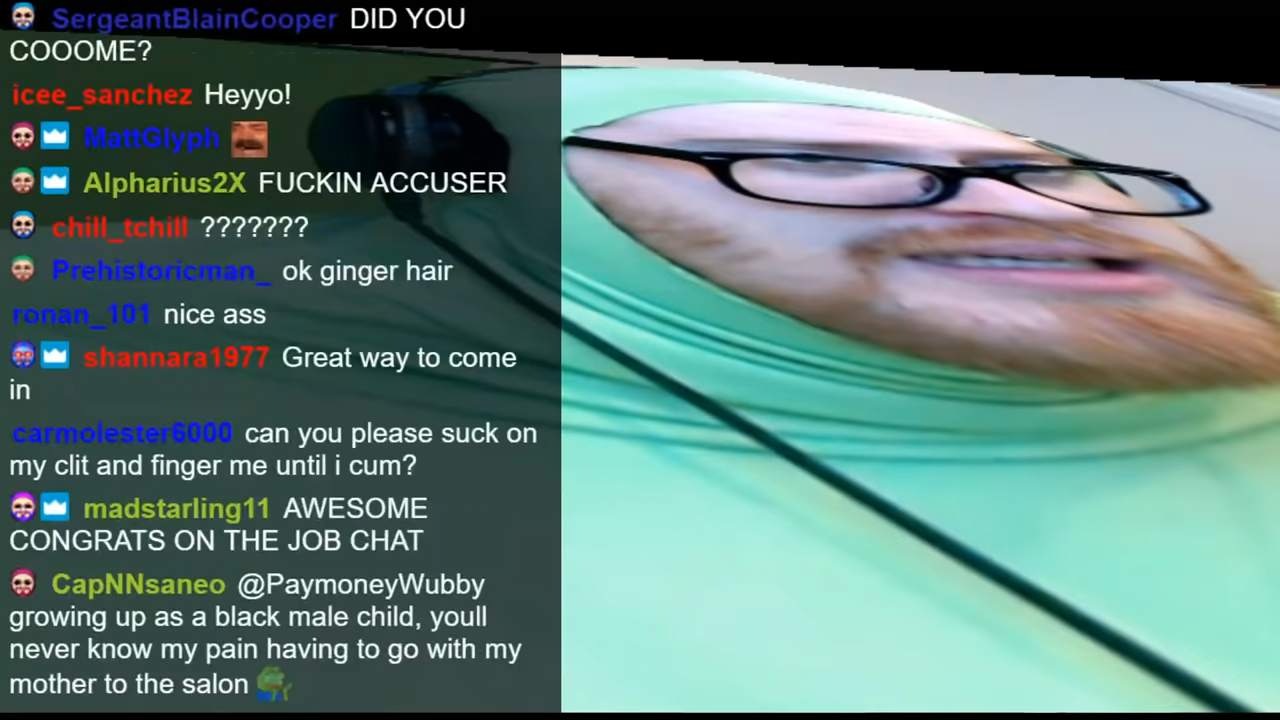 SergeantBlainCooper DID YOU
COOOME?
icee_sanchez Heyyo!
MattGlyph
Alpharius2X FUCKIN ACCUSER
chill_tchill ???????
Prehistoricman_ ok ginger hair
ronan_101 nice ass
shannara1977 Great way to come
in
carmolester6000 can you please suck on
my clit and finger me until i cum?
madstarling11 AWESOME
CONGRATS ON THE JOB CHAT
CapNNsaneo @PaymoneyWubby
growing up as a black male child, youll
never know my pain having to go with my
mother to the salon